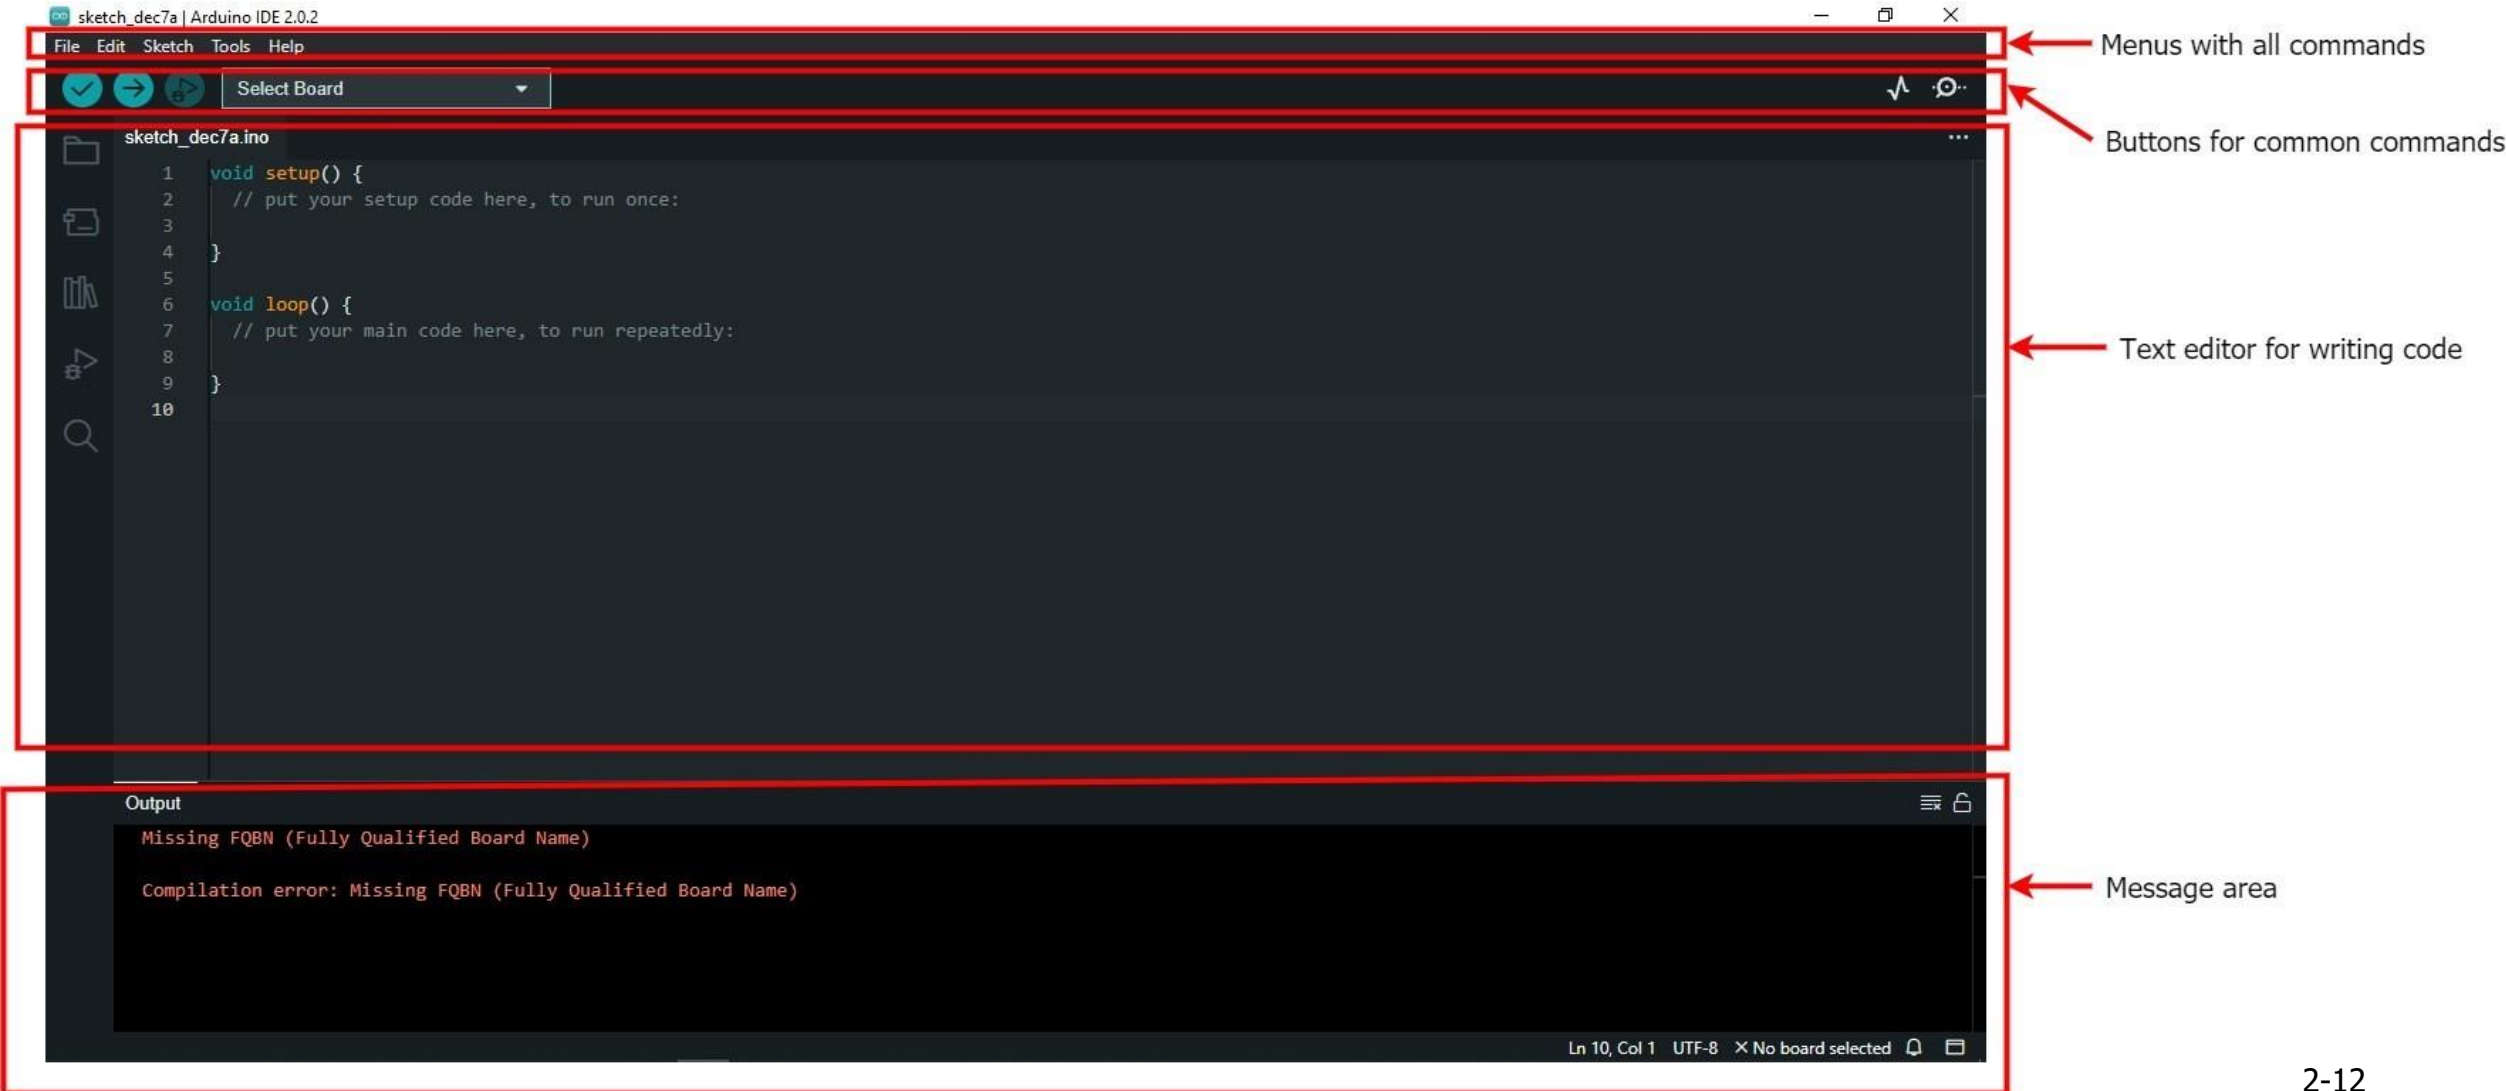 sketch_dec7a | Arduino IDE 2.0.2
File Edit Sketch Tools Help
Menus with all commands
Select Board
Buttons for common commands
sketch_dec7a.ino
1 void setup() {
2 // put your setup code here, to run once:
3
4 }
5
6 void loop() {
7 // put your main code here, to run repeatedly:
8
9 }
10
Text editor for writing code
Output
Missing FQBN (Fully Qualified Board Name)
Compilation error: Missing FQBN (Fully Qualified Board Name)
Message area
Ln 10, Col 1 UTF-8 No board selected
2-12